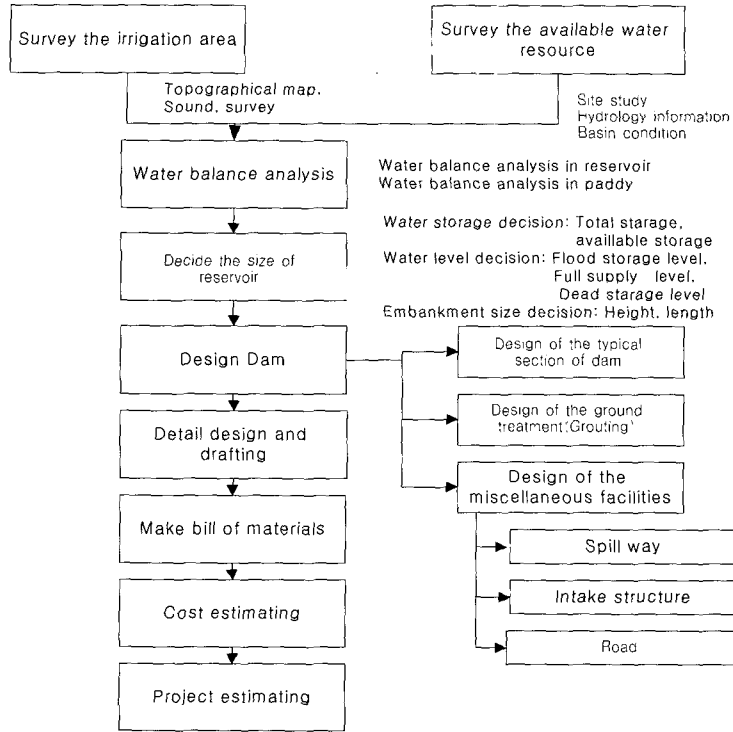 Survey the irrigation area
Survey the available water
resource
Topographical map,
Sound, survey
Site study
Hydrology information
Basin condition
Water balance analysis
Water balance analysis in reservoir
Water balance analysis in paddy
Water storage decision: Total starage,
availlable storage
Water level decision: Flood storage level,
Full supply level,
Dead starage level
Embankment size decision: Height, length
Decide the size of
reservoir
Design Dam
Design of the typical
section of dam
Detail design and
drafting
Design of the ground
treatment(Grouting)
Design of the
miscellaneous facilities
Make bill of materials
Spill way
Intake structure
Cost estimating
Road
Project estimating